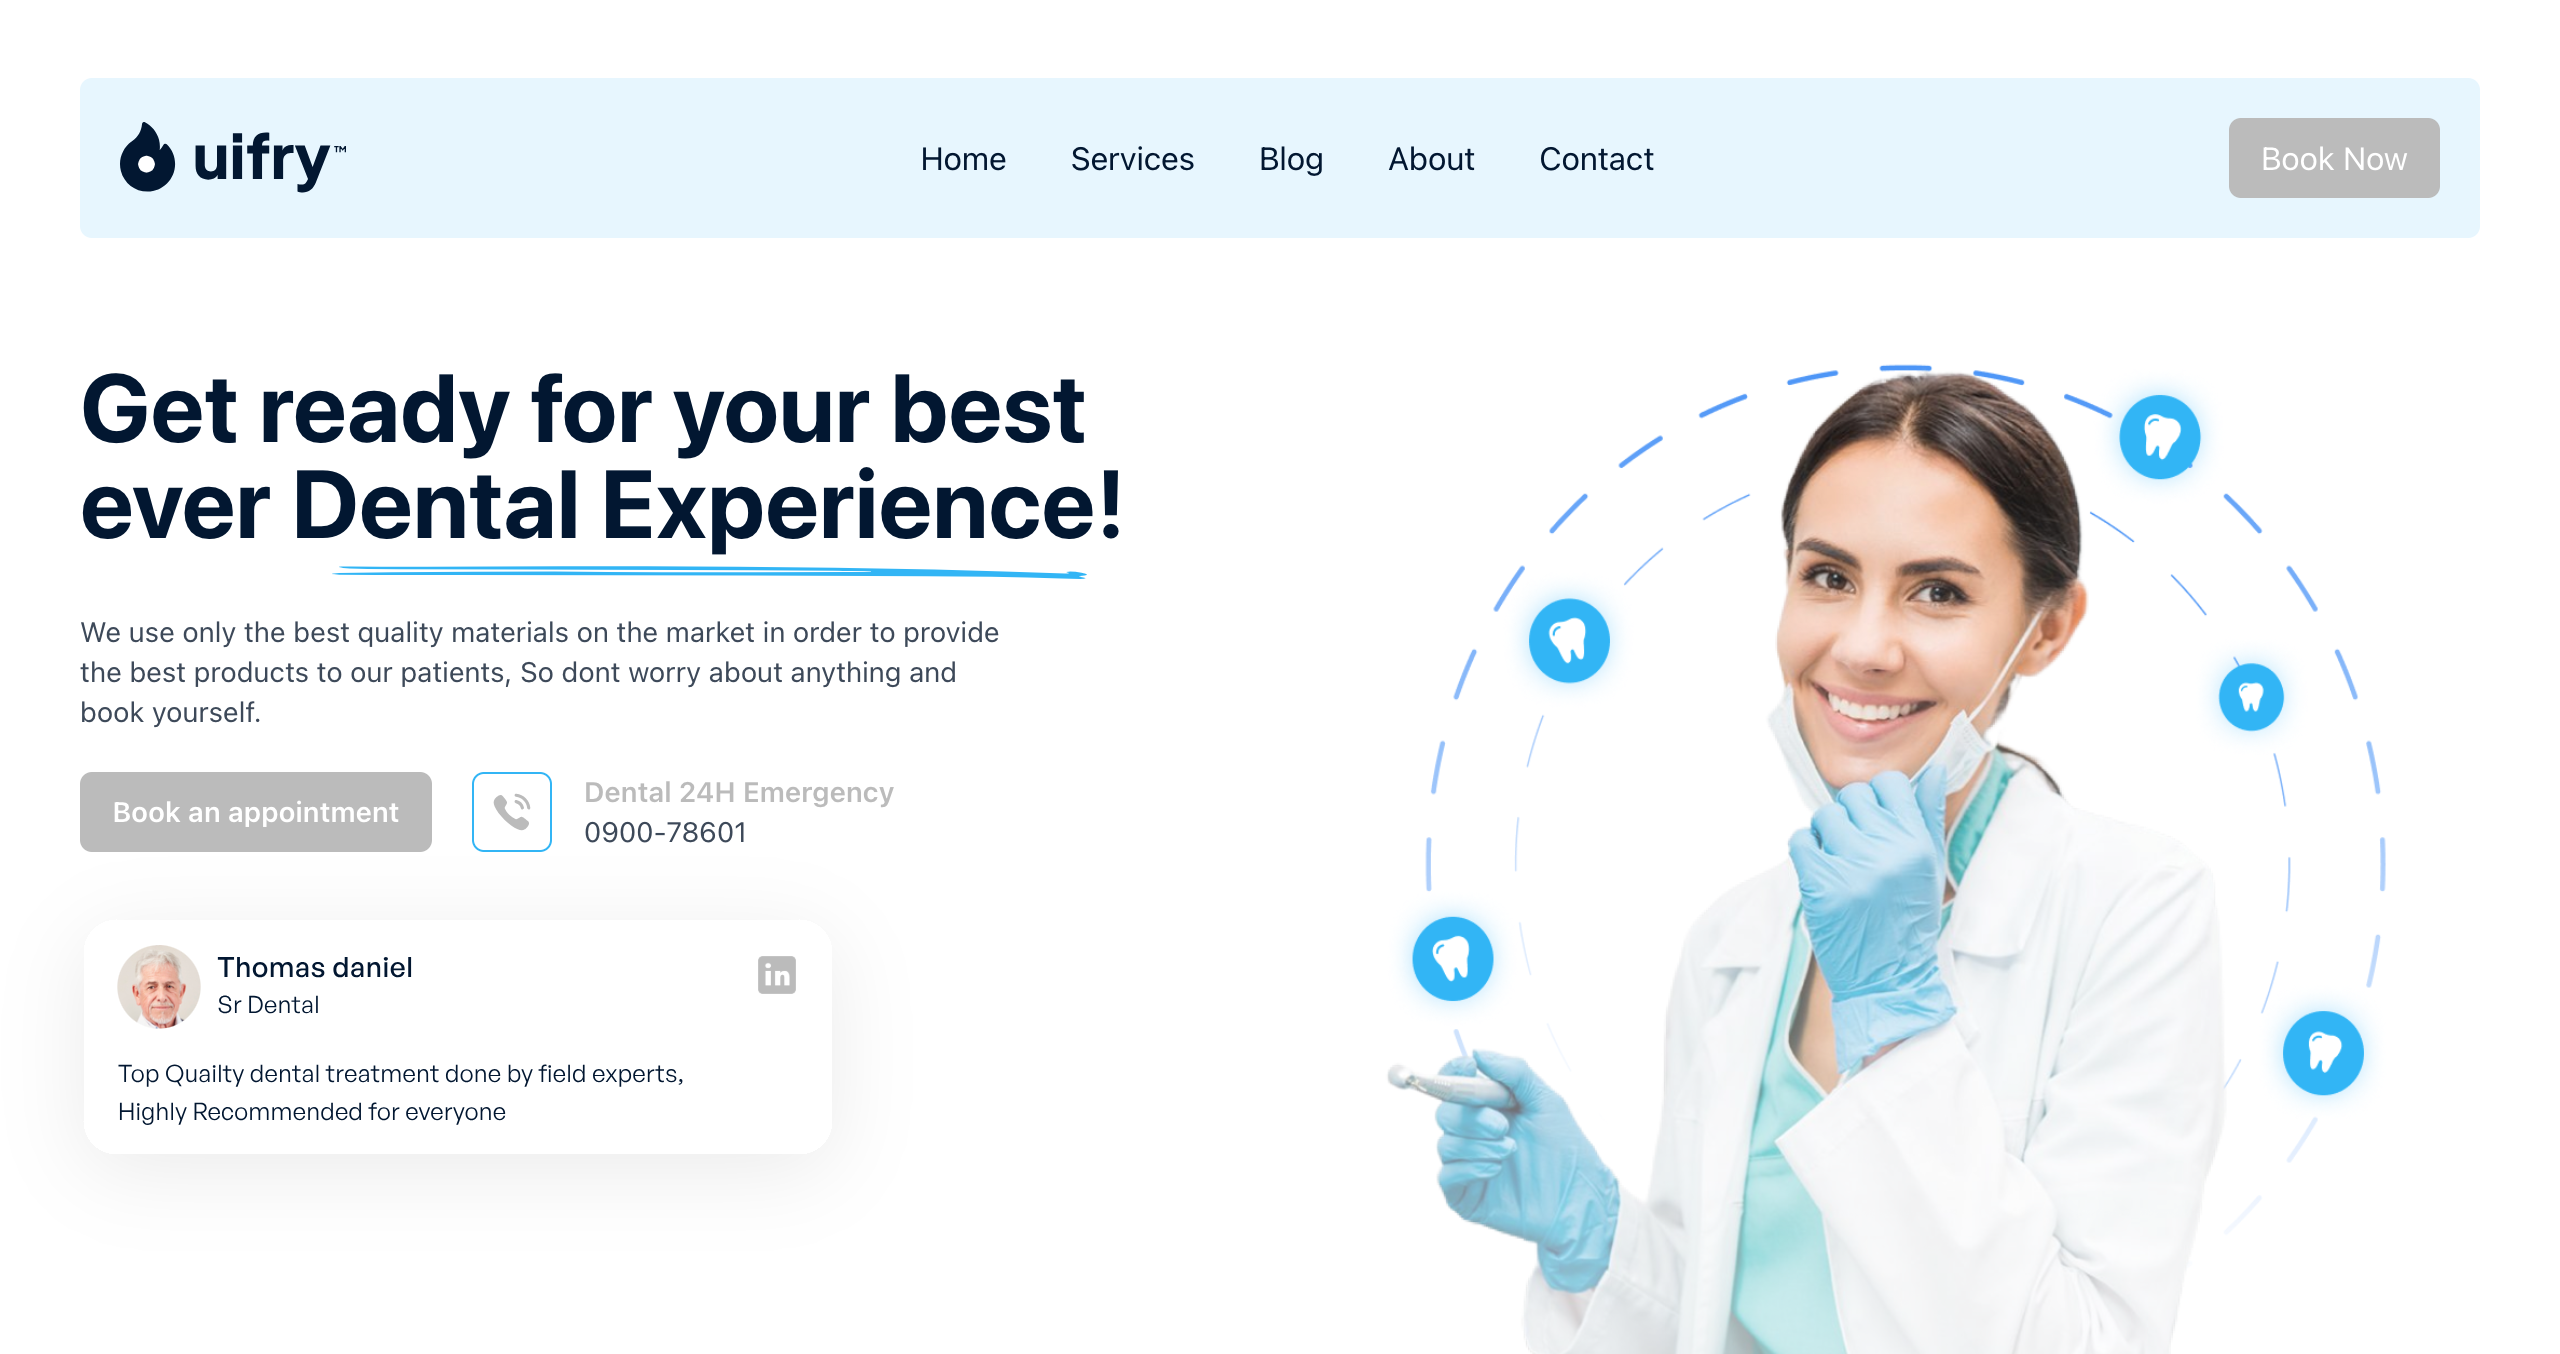 uifry™
Home Services Blog About Contact
Book Now
Get ready for your best
ever Dental Experience!
We use only the best quality materials on the market in order to provide
the best products to our patients, So dont worry about anything and
book yourself.
Book an appointment
Dental 24H Emergency
0900-78601
Thomas daniel
in
Sr Dental
Top Quailty dental treatment done by field experts,
Highly Recommended for everyone